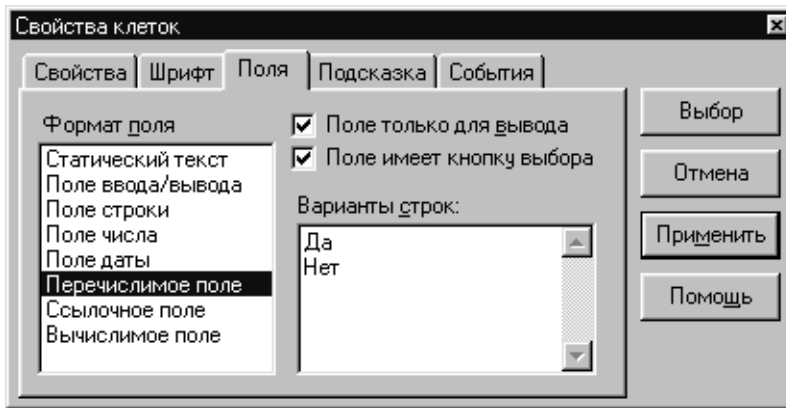 Свойства клеток
Свойства Шрифт Поля Подсказка События
Формат поля
Статический текст
Поле ввода/вывода
Поле строки
Поле числа
Поле даты
Перечислимое поле
Ссылочное поле
Вычислимое поле
Поле только для вывода
Поле имеет кнопку выбора
Варианты строк:
Да
Нет
Выбор
Отмена
Применить
Помощь